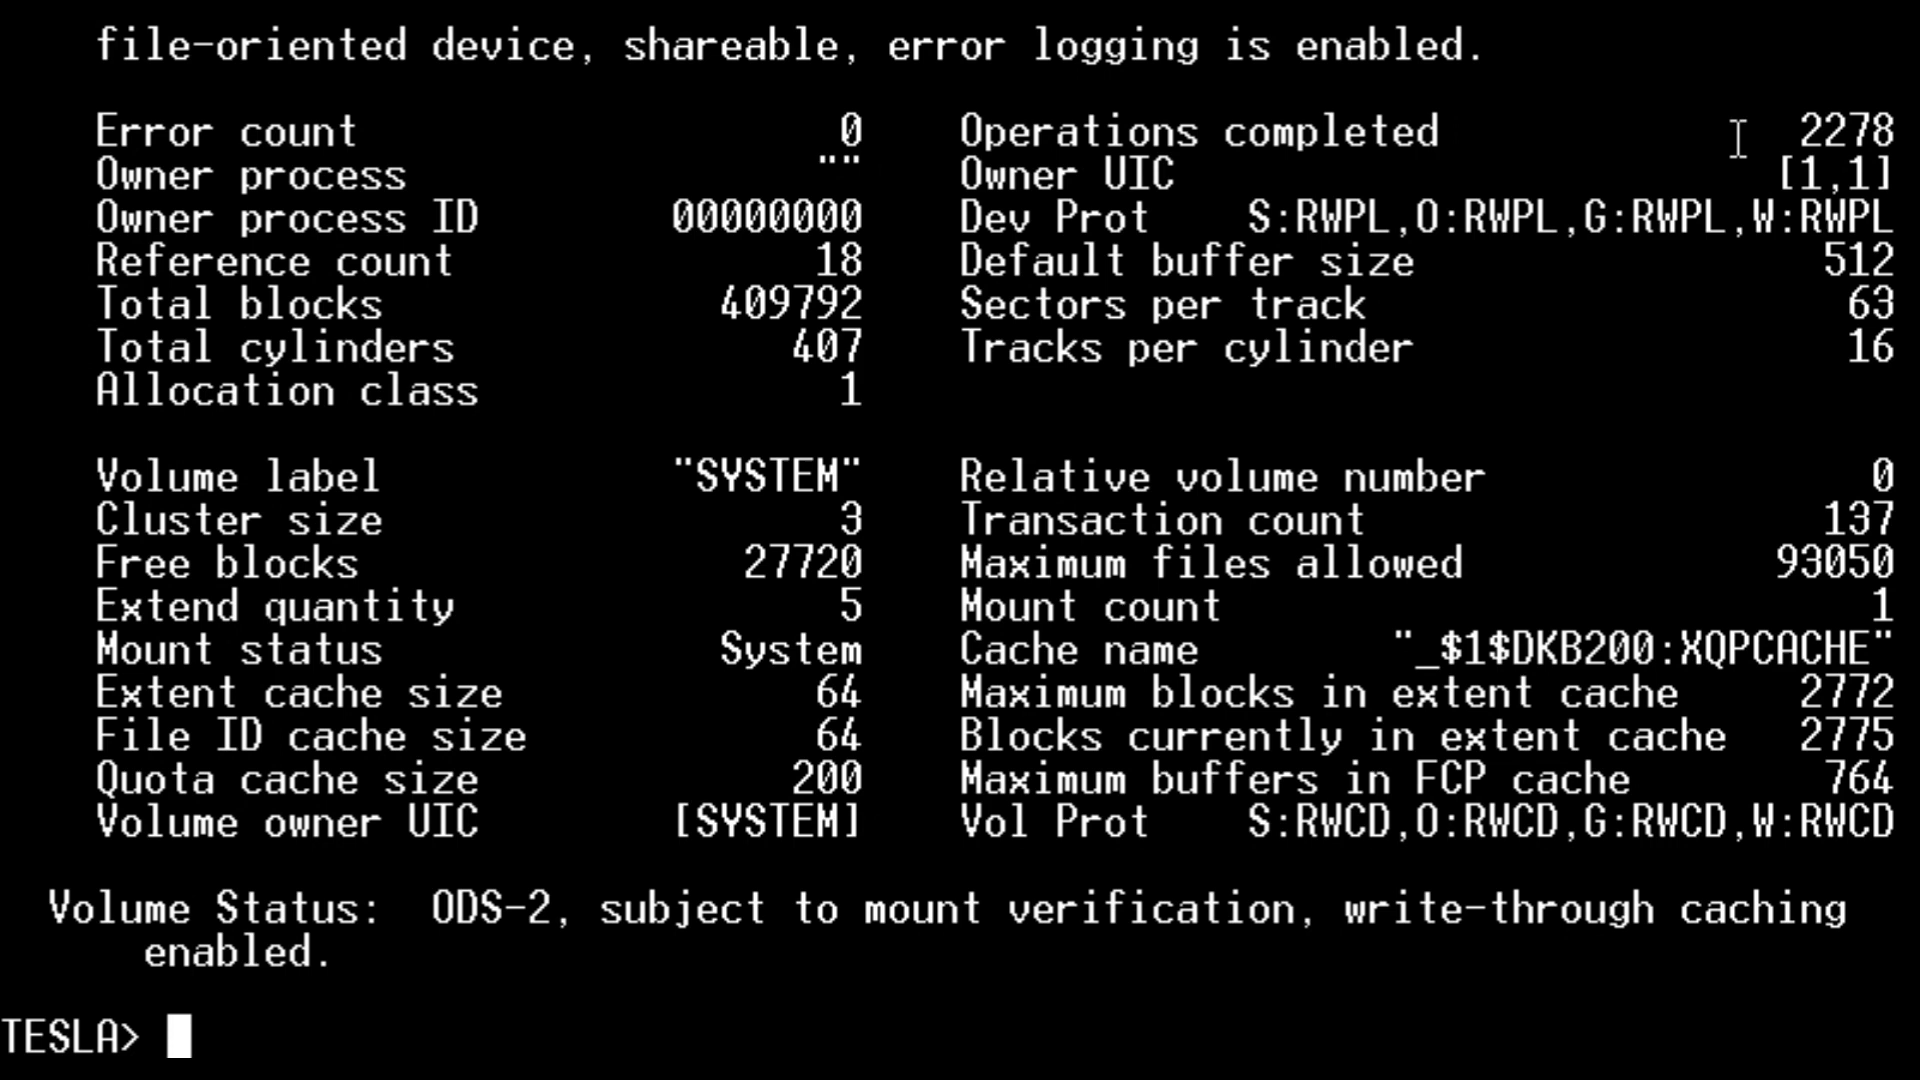 file-oriented device, shareable, error logging is enabled.
Error count 0 Operations completed 2278
Owner process "" Owner UIC [1,1]
Owner process ID 00000000 Dev Prot S:RWPL,O:RWPL,G:RWPL,W:RWPL
Reference count 18 Default buffer size 512
Total blocks 409792 Sectors per track 63
Total cylinders 407 Tracks per cylinder 16
Allocation class 1
Volume label "SYSTEM" Relative volume number 0
Cluster size 3 Transaction count 137
Free blocks 27720 Maximum files allowed 93050
Extend quantity 5 Mount count 1
Mount status System Cache name "_$1$DKB200:XQPCACHE"
Extent cache size 64 Maximum blocks in extent cache 2772
File ID cache size 64 Blocks currently in extent cache 2775
Quota cache size 200 Maximum buffers in FCP cache 764
Volume owner UIC [SYSTEM] Vol Prot S:RWCD,O:RWCD,G:RWCD,W:RWCD
Volume Status: ODS-2, subject to mount verification, write-through caching
enabled.
TESLA>